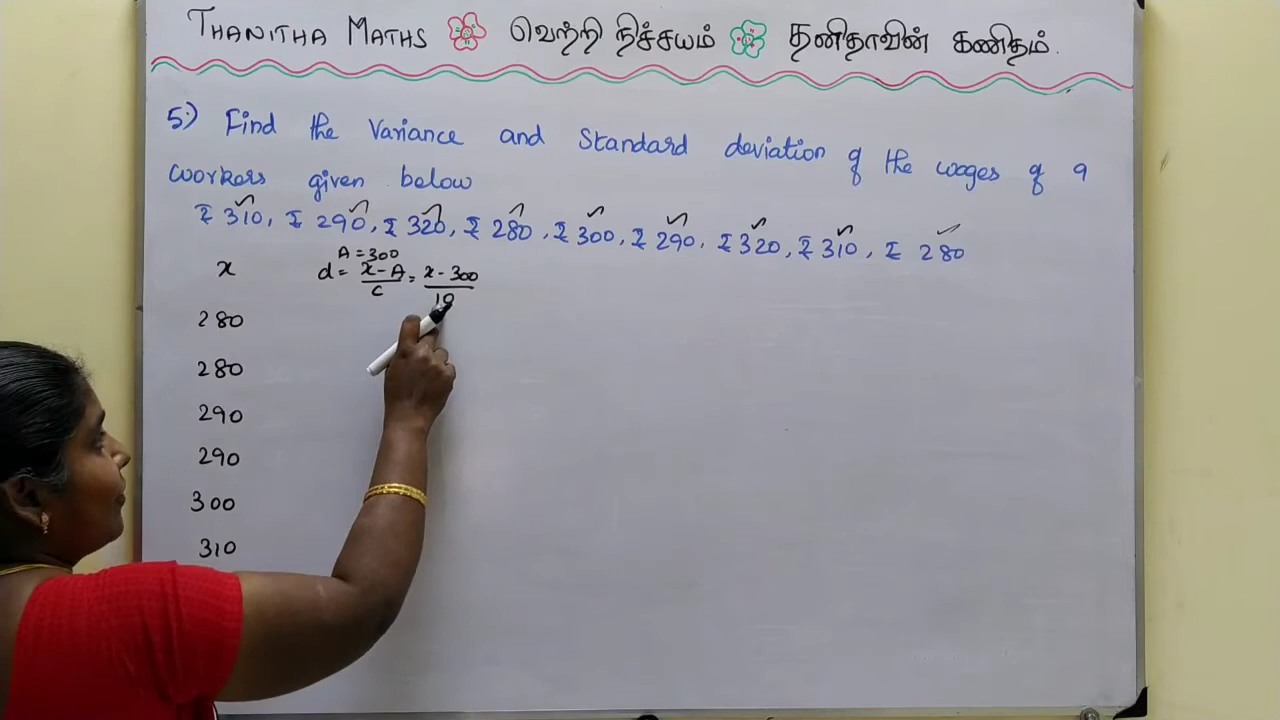 THANITHA MATHS வெற்றி நிச்சயம் தனிதாவின் கணிதம்.
5) Find the Variance and Standard deviation of the wages of 9
workers given below
₹ 310, ₹ 290, ₹ 320, ₹ 280, ₹ 300, ₹ 290, ₹ 320, ₹ 310, ₹ 280
A = 300
x d = x - A / c = x - 300 / 10
280
280
290
290
300
310